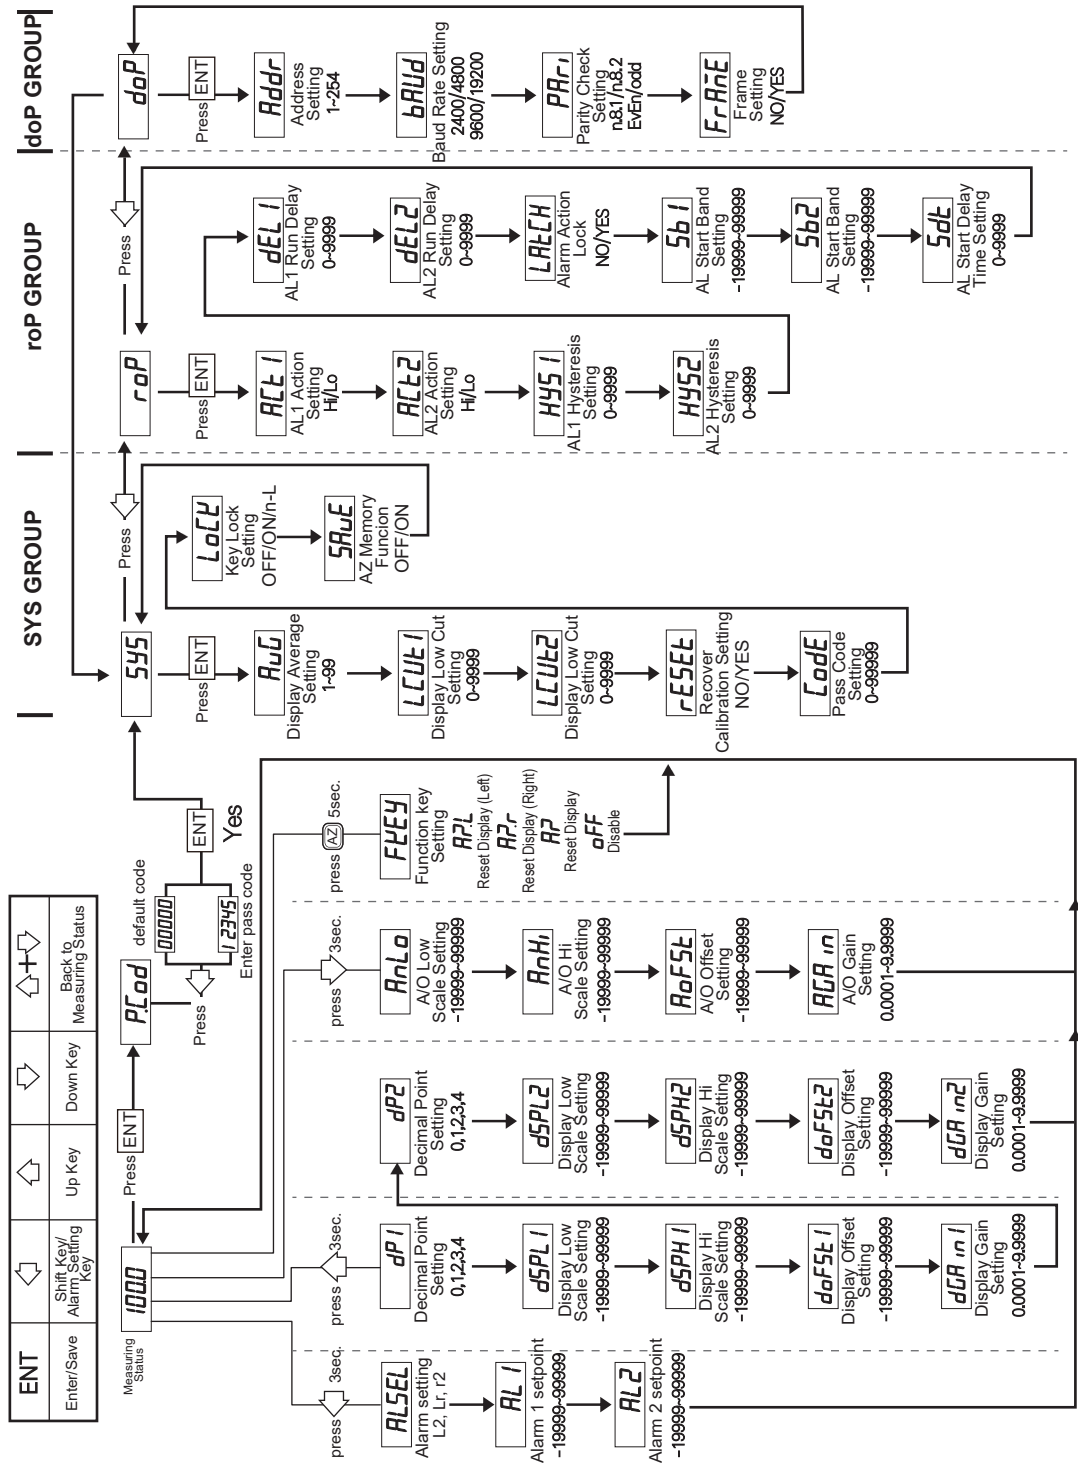 ENT
Enter/Save
Shift Key/
Alarm Setting
Key
Up Key
Down Key
+
Back to
Measuring Status
SYS GROUP
roP GROUP
doP GROUP
Measuring
Status
1000
Press ENT
P.Cod
Press
default code
00000
12345
Enter pass code
ENT
Yes
SYS
Press
roP
Press
doP
Press ENT
AvG
Display Average
Setting
1~99
LCUt1
Display Low Cut
Setting
0~9999
LCUt2
Display Low Cut
Setting
0~9999
rESEt
Recover
Calibration Setting
NO/YES
CodE
Pass Code
Setting
0~99999
LoCK
Key Lock
Setting
OFF/ON/n-L
SAvE
AZ Memory
Funcion
OFF/ON
Press ENT
ACt1
AL1 Action
Setting
Hi/Lo
ACt2
AL2 Action
Setting
Hi/Lo
HYS1
AL1 Hysteresis
Setting
0~9999
HYS2
AL2 Hysteresis
Setting
0~9999
dEL1
AL1 Run Delay
Setting
0~9999
dEL2
AL2 Run Delay
Setting
0~9999
LAtCH
Alarm Action
Lock
NO/YES
Sb1
AL Start Band
Setting
-19999~99999
Sb2
AL Start Band
Setting
-19999~99999
Sdt
AL Start Delay
Time Setting
0~9999
Press ENT
Addr
Address
Setting
1~254
bAUd
Baud Rate Setting
2400/4800
9600/19200
PAri
Parity Check
Setting
n.8.1/n.8.2
EvEn/odd
FrAmE
Frame
Setting
NO/YES
press 3sec.
ALSEL
Alarm setting
L2, Lr, r2
AL1
Alarm 1 setpoint
-19999~99999
AL2
Alarm 2 setpoint
-19999~99999
press 3sec.
dP1
Decimal Point
Setting
0,1,2,3,4
dSPL1
Display Low
Scale Setting
-19999~99999
dSPH1
Display Hi
Scale Setting
-19999~99999
doFSt1
Display Offset
Setting
-19999~99999
dGAin1
Display Gain
Setting
0.0001~9.9999
dP2
Decimal Point
Setting
0,1,2,3,4
dSPL2
Display Low
Scale Setting
-19999~99999
dSPH2
Display Hi
Scale Setting
-19999~99999
doFSt2
Display Offset
Setting
-19999~99999
dGAin2
Display Gain
Setting
0.0001~9.9999
press 3sec.
AnLo
A/O Low
Scale Setting
-19999~99999
AnHi
A/O Hi
Scale Setting
-19999~99999
AoFSt
A/O Offset
Setting
-19999~99999
AGAin
A/O Gain
Setting
0.0001~9.9999
press AZ 5sec.
FKEY
Function key
Setting
Reset Display (Left)
Reset Display (Right)
Reset Display
oFF
Disable